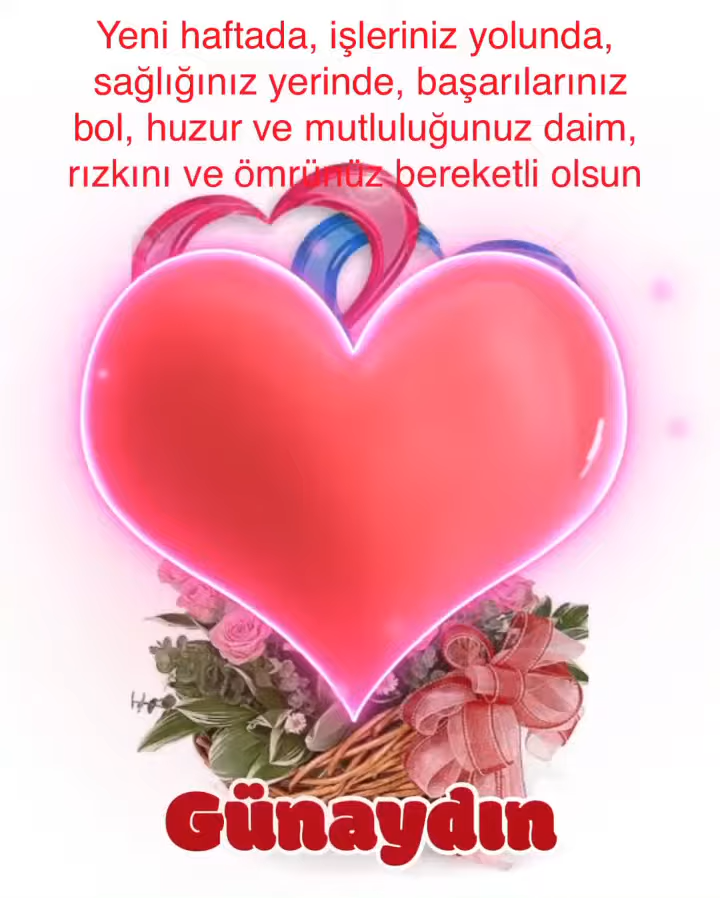 Yeni haftada, işleriniz yolunda,
sağlığınız yerinde, başarılarınız
bol, huzur ve mutluluğunuz daim,
rızkını ve ömrünüz bereketli olsun
Günaydın